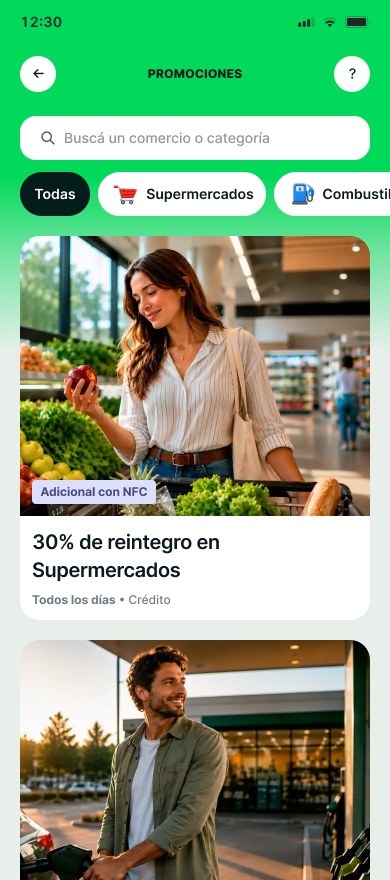 12:30
PROMOCIONES
?
Buscá un comercio o categoría
Todas
Supermercados
Combustil
Adicional con NFC
30% de reintegro en
Supermercados
Todos los días • Crédito